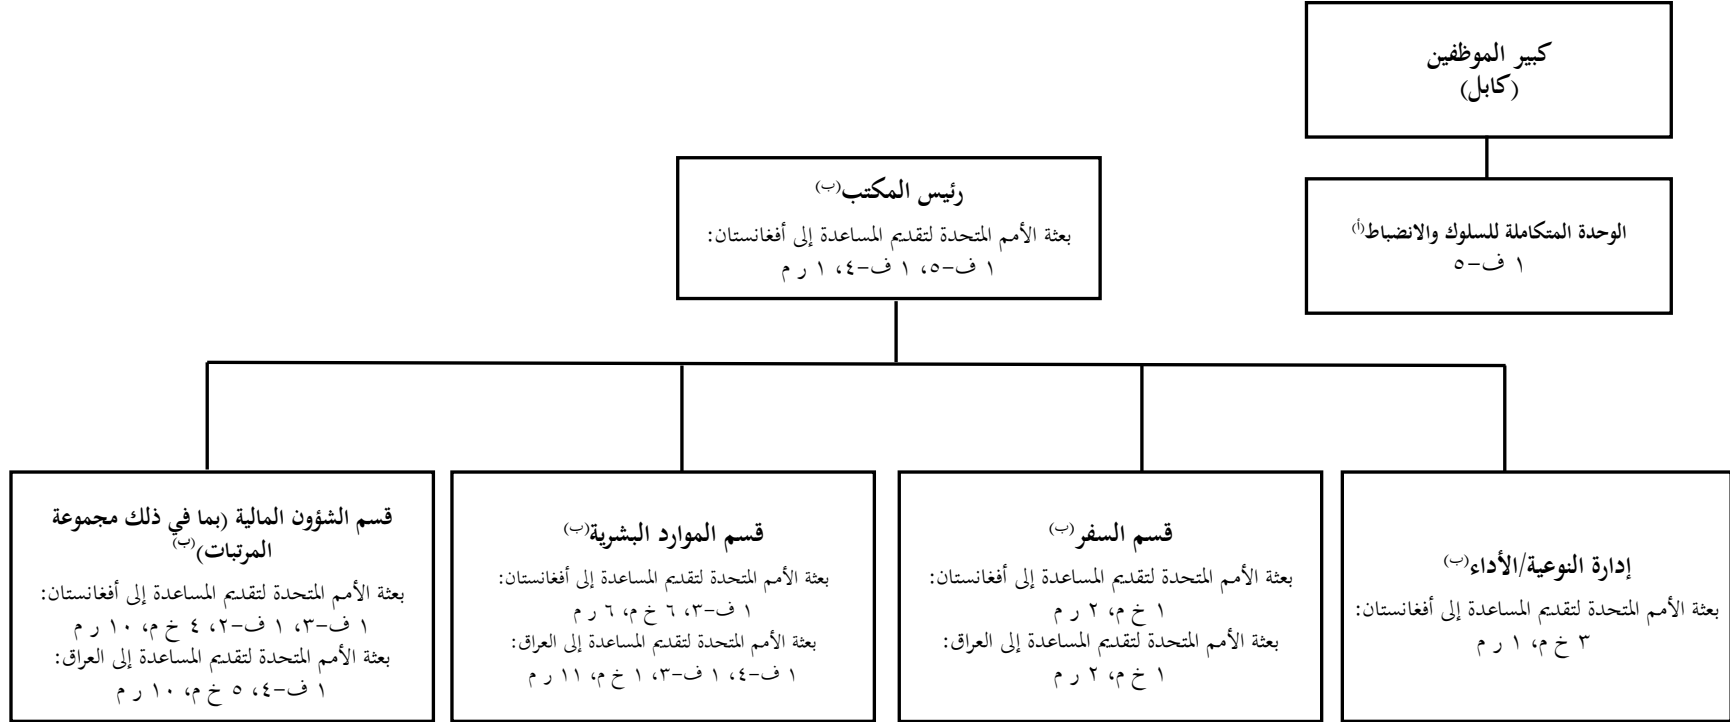 كبير الموظفين
(كابل)
الوحدة المتكاملة للسلوك والانضباط(أ)
١ ف-٥
رئيس المكتب(ب)
بعثة الأمم المتحدة لتقديم المساعدة إلى أفغانستان:
١ ف-٥، ١ ف-٤، ١ ر م
إدارة النوعية/الأداء(ب)
بعثة الأمم المتحدة لتقديم المساعدة إلى أفغانستان:
٣ خ م، ١ ر م
قسم السفر(ب)
بعثة الأمم المتحدة لتقديم المساعدة إلى أفغانستان:
١ خ م، ٢ ر م
بعثة الأمم المتحدة لتقديم المساعدة إلى العراق:
١ خ م، ٢ ر م
قسم الموارد البشرية(ب)
بعثة الأمم المتحدة لتقديم المساعدة إلى أفغانستان:
١ ف-٣، ٦ خ م، ٦ ر م
بعثة الأمم المتحدة لتقديم المساعدة إلى العراق:
١ ف-٤، ١ ف-٣، ١ خ م، ١١ ر م
قسم الشؤون المالية (بما في ذلك مجموعة
المرتبات)(ب)
بعثة الأمم المتحدة لتقديم المساعدة إلى أفغانستان:
١ ف-٣، ١ ف-٢، ٤ خ م، ١٠ ر م
بعثة الأمم المتحدة لتقديم المساعدة إلى العراق:
١ ف-٤، ٥ خ م، ١٠ ر م